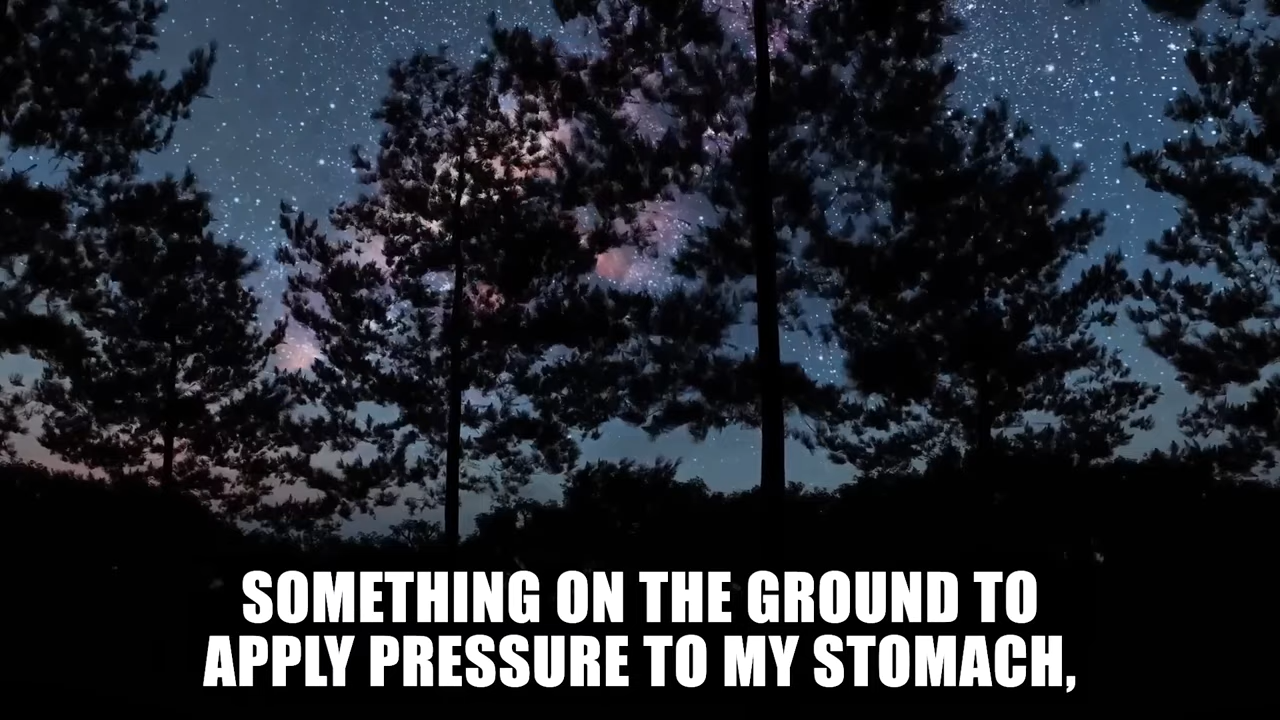 SOMETHING ON THE GROUND TO
APPLY PRESSURE TO MY STOMACH,